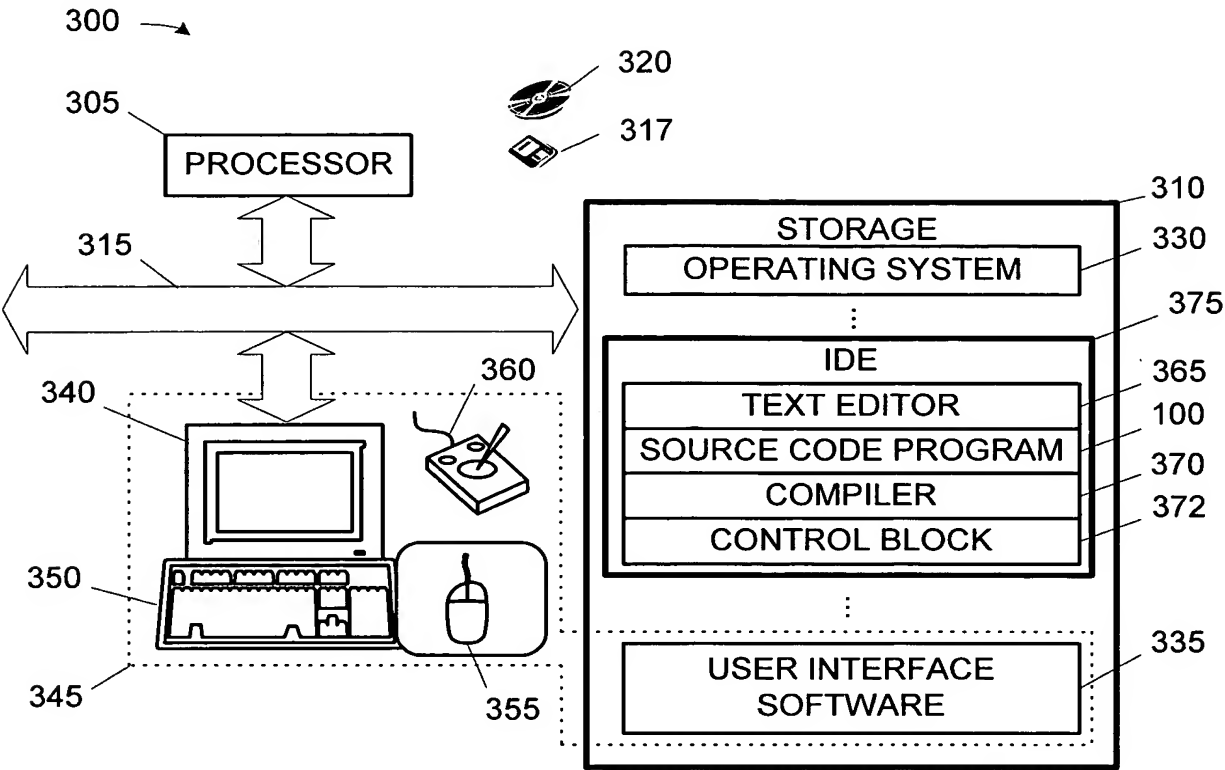 300
320
305
317
PROCESSOR
310
STORAGE
315
330
OPERATING SYSTEM
375
IDE
360
365
340
TEXT EDITOR
100
SOURCE CODE PROGRAM
370
COMPILER
372
CONTROL BLOCK
350
335
USER INTERFACE
SOFTWARE
345
355